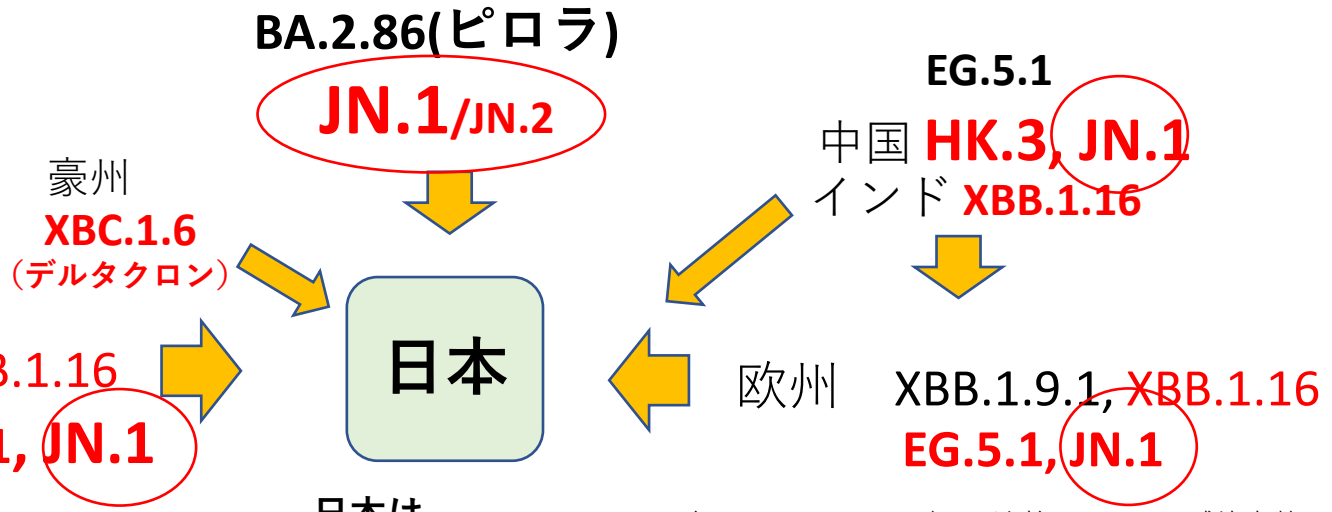 BA.2.86(ピロラ)
JN.1/JN.2
EG.5.1
中国 HK.3, JN.1
インド XBB.1.16
豪州
XBC.1.6
（デルタクロン）
.1.16
日本
欧州 XBB.1.9.1, XBB.1.16
1, JN.1
EG.5.1, JN.1
日本は